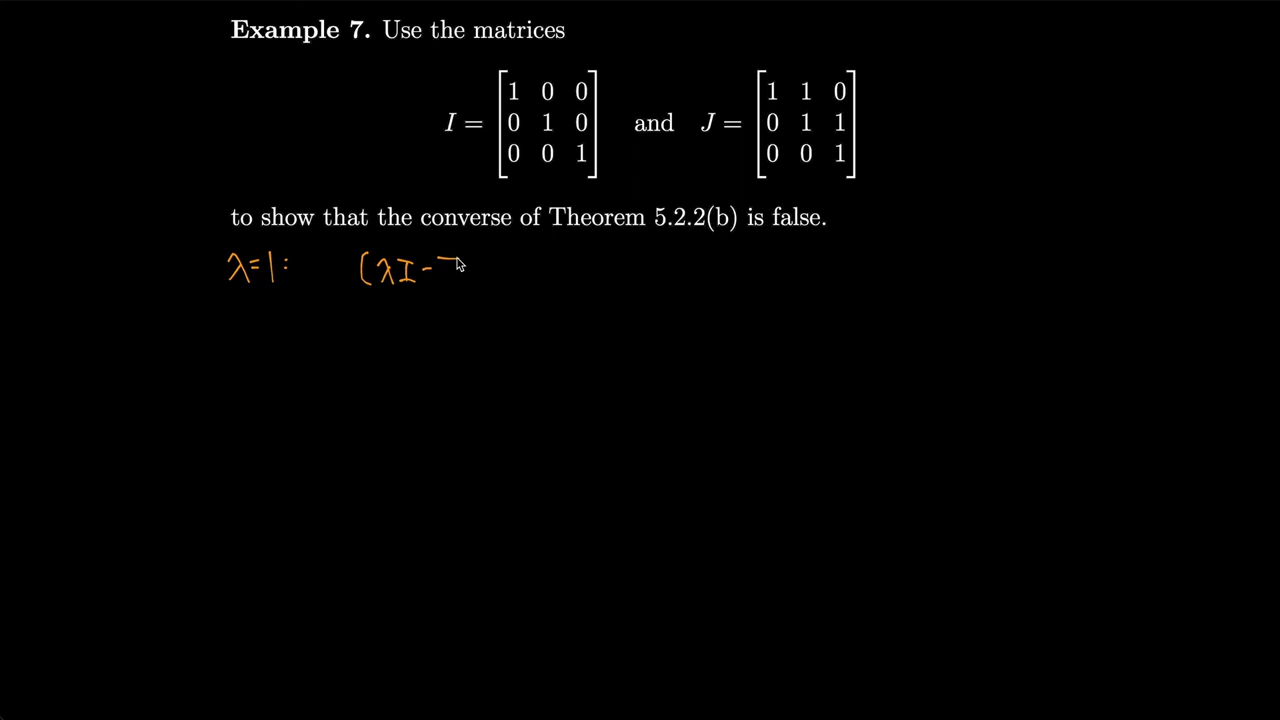 Example 7. Use the matrices
I = [1 0 0; 0 1 0; 0 0 1] and J = [1 1 0; 0 1 1; 0 0 1]
to show that the converse of Theorem 5.2.2(b) is false.
λ=1: (λI-